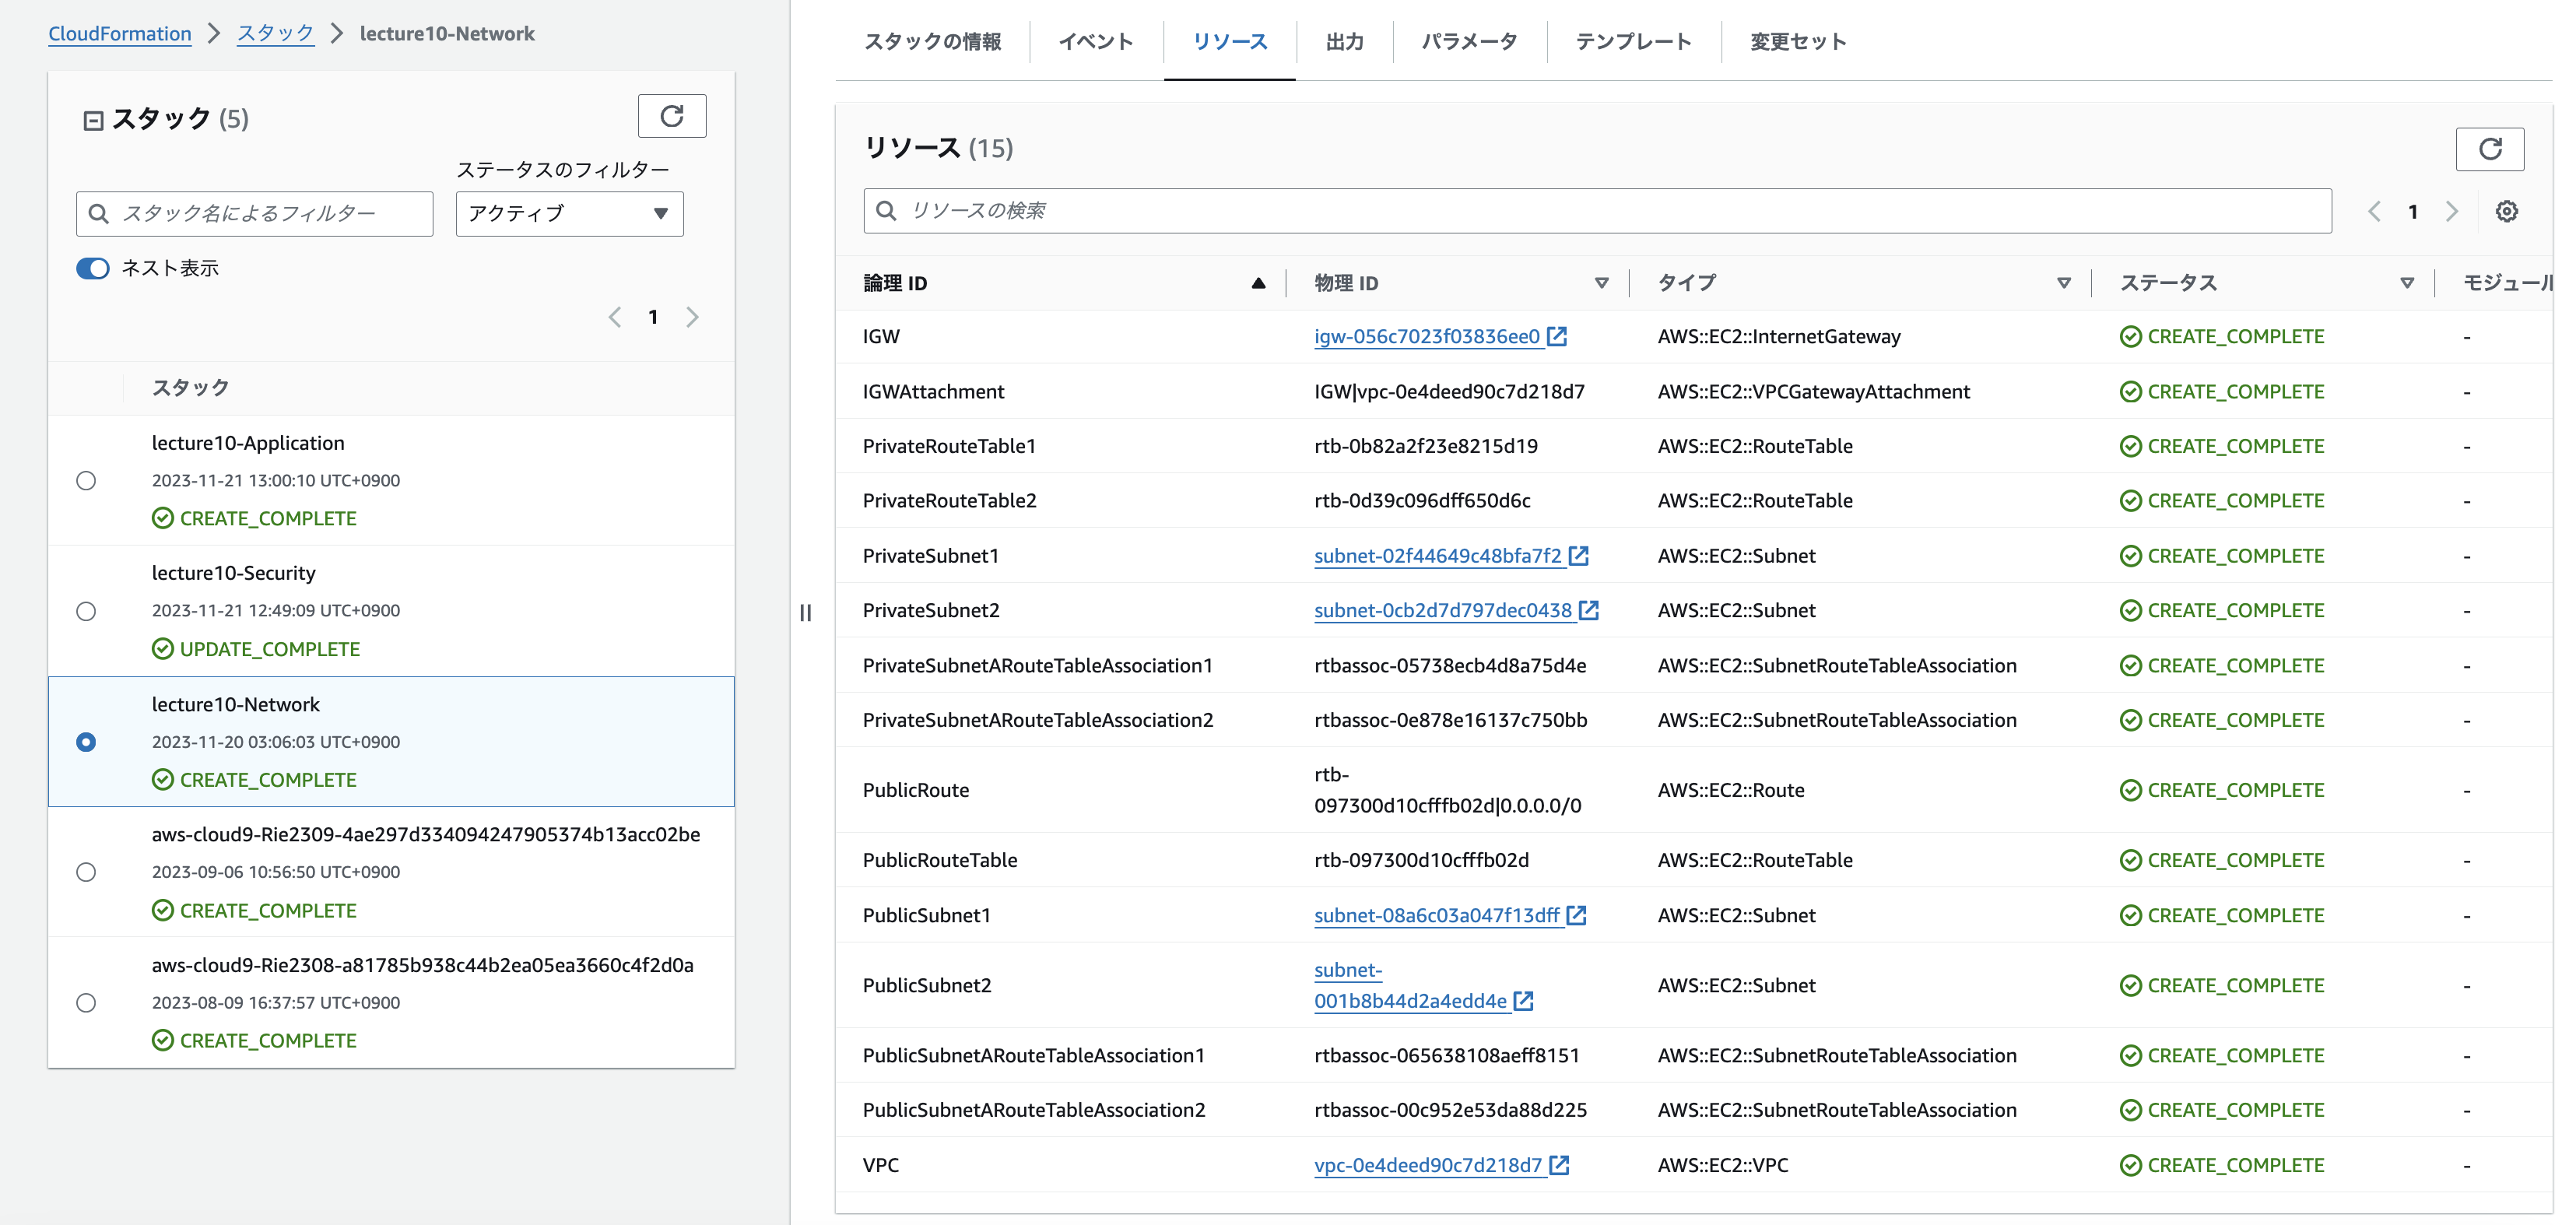 CloudFormation > スタック > lecture10-Network
スタック (5)
ステータスのフィルター
スタック名によるフィルター
アクティブ
ネスト表示
1
スタック
lecture10-Application
2023-11-21 13:00:10 UTC+0900
CREATE_COMPLETE
lecture10-Security
2023-11-21 12:49:09 UTC+0900
UPDATE_COMPLETE
lecture10-Network
2023-11-20 03:06:03 UTC+0900
CREATE_COMPLETE
aws-cloud9-Rie2309-4ae297d334094247905374b13acc02be
2023-09-06 10:56:50 UTC+0900
CREATE_COMPLETE
aws-cloud9-Rie2308-a81785b938c44b2ea05ea3660c4f2d0a
2023-08-09 16:37:57 UTC+0900
CREATE_COMPLETE
スタックの情報 イベント リソース 出力 パラメータ テンプレート 変更セット
リソース (15)
リソースの検索
1
論理 ID 物理 ID タイプ ステータス モジュール
IGW igw-056c7023f03836ee0 AWS::EC2::InternetGateway CREATE_COMPLETE -
IGWAttachment IGW|vpc-0e4deed90c7d218d7 AWS::EC2::VPCGatewayAttachment CREATE_COMPLETE -
PrivateRouteTable1 rtb-0b82a2f23e8215d19 AWS::EC2::RouteTable CREATE_COMPLETE -
PrivateRouteTable2 rtb-0d39c096dff650d6c AWS::EC2::RouteTable CREATE_COMPLETE -
PrivateSubnet1 subnet-02f44649c48bfa7f2 AWS::EC2::Subnet CREATE_COMPLETE -
PrivateSubnet2 subnet-0cb2d7d797dec0438 AWS::EC2::Subnet CREATE_COMPLETE -
PrivateSubnetARouteTableAssociation1 rtbassoc-05738ecb4d8a75d4e AWS::EC2::SubnetRouteTableAssociation CREATE_COMPLETE -
PrivateSubnetARouteTableAssociation2 rtbassoc-0e878e16137c750bb AWS::EC2::SubnetRouteTableAssociation CREATE_COMPLETE -
rtb-
PublicRoute 097300d10cfffb02d|0.0.0.0/0 AWS::EC2::Route CREATE_COMPLETE -
PublicRouteTable rtb-097300d10cfffb02d AWS::EC2::RouteTable CREATE_COMPLETE -
PublicSubnet1 subnet-08a6c03a047f13dff AWS::EC2::Subnet CREATE_COMPLETE -
subnet-
PublicSubnet2 001b8b44d2a4edd4e AWS::EC2::Subnet CREATE_COMPLETE -
PublicSubnetARouteTableAssociation1 rtbassoc-065638108aeff8151 AWS::EC2::SubnetRouteTableAssociation CREATE_COMPLETE -
PublicSubnetARouteTableAssociation2 rtbassoc-00c952e53da88d225 AWS::EC2::SubnetRouteTableAssociation CREATE_COMPLETE -
VPC vpc-0e4deed90c7d218d7 AWS::EC2::VPC CREATE_COMPLETE -